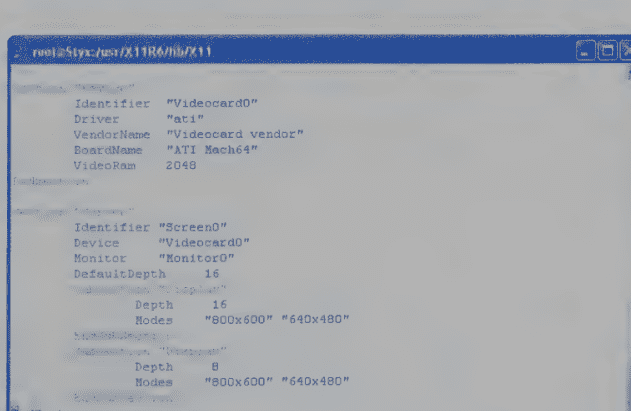 root@Styx:/usr/X11R6/lib/X11
Identifier "Videocard0"
Driver "ati"
VendorName "Videocard vendor"
BoardName "ATI Mach64"
VideoRam 2048
Identifier "Screen0"
Device "Videocard0"
Monitor "Monitor0"
DefaultDepth 16
Depth 16
Modes "800x600" "640x480"
Depth 8
Modes "800x600" "640x480"